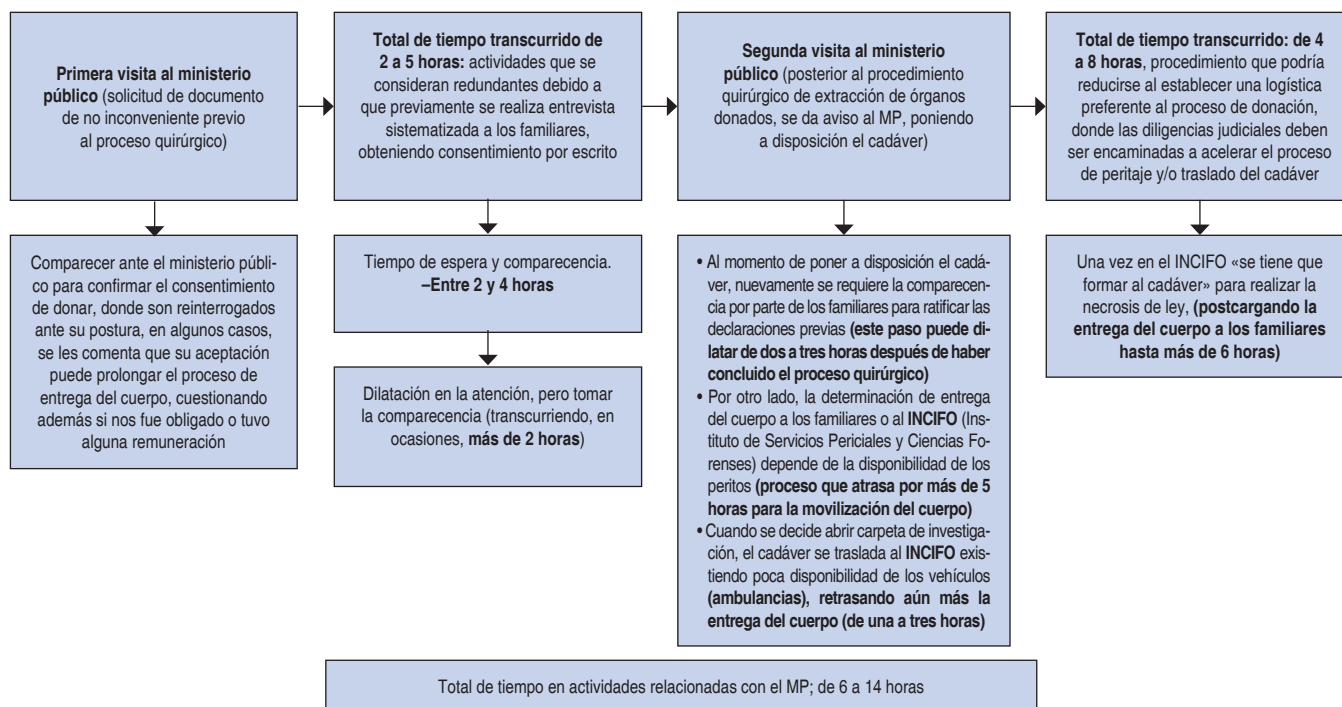 Primera visita al ministerio
público (solicitud de documento
de no inconveniente previo
al proceso quirúrgico)
Total de tiempo transcurrido de
2 a 5 horas: actividades que se
consideran redundantes debido a
a que previamente se realiza entrevista
sistematizada a los familiares,
obteniendo consentimiento por escrito
Segunda visita al ministerio
público (posterior al procedimiento
quirúrgico de extracción de órganos
donados, se da aviso al MP, poniendo
a disposición el cadáver)
Total de tiempo transcurrido: de 4
a 8 horas, procedimiento que podría
reducirse al establecer una logística
preferente al proceso de donación,
donde las diligencias judiciales deben
ser encaminadas a acelerar el proceso
de peritaje y/o traslado del cadáver
Comparecer ante el ministerio públi-
co para confirmar el consentimiento
de donar, donde son reinterrogados
ante su postura, en algunos casos,
se les comenta que su aceptación
puede prolongar el proceso de
entrega del cuerpo, cuestionando
además si nos fue obligado o tuvo
alguna remuneración
Tiempo de espera y comparecencia.
–Entre 2 y 4 horas
Dilatación en la atención, pero tomar
la comparecencia (transcurriendo, en
ocasiones, más de 2 horas)
• Al momento de poner a disposición el cadá-
ver, nuevamente se requiere la comparecen-
cia por parte de los familiares para ratificar las
declaraciones previas (este paso puede di-
latar de dos a tres horas después de haber
concluido el proceso quirúrgico)
• Por otro lado, la determinación de entrega
del cuerpo a los familiares o al INCIFO (Ins-
tituto de Servicios Periciales y Ciencias Fo-
renses) depende de la disponibilidad de los
peritos (proceso que atrasa por más de 5
horas para la movilización del cuerpo)
• Cuando se decide abrir carpeta de investiga-
ción, el cadáver se traslada al INCIFO exis-
tiendo poca disponibilidad de los vehículos
(ambulancias), retrasando aún más la
entrega del cuerpo (de una a tres horas)
Una vez en el INCIFO «se tiene que
formar al cadáver» para realizar la
necrosis de ley, (postcargando la
entrega del cuerpo a los familiares
hasta más de 6 horas)
Total de tiempo en actividades relacionadas con el MP; de 6 a 14 horas